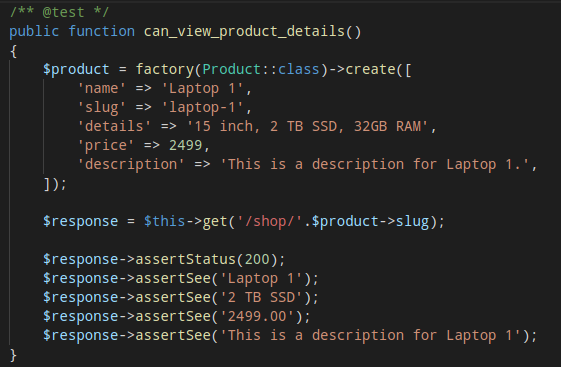 /** @test */
public function can_view_product_details()
{
    $product = factory(Product::class)->create([
        'name' => 'Laptop 1',
        'slug' => 'laptop-1',
        'details' => '15 inch, 2 TB SSD, 32GB RAM',
        'price' => 2499,
        'description' => 'This is a description for Laptop 1.',
    ]);

    $response = $this->get('/shop/'.$product->slug);

    $response->assertStatus(200);
    $response->assertSee('Laptop 1');
    $response->assertSee('2 TB SSD');
    $response->assertSee('2499.00');
    $response->assertSee('This is a description for Laptop 1');
}